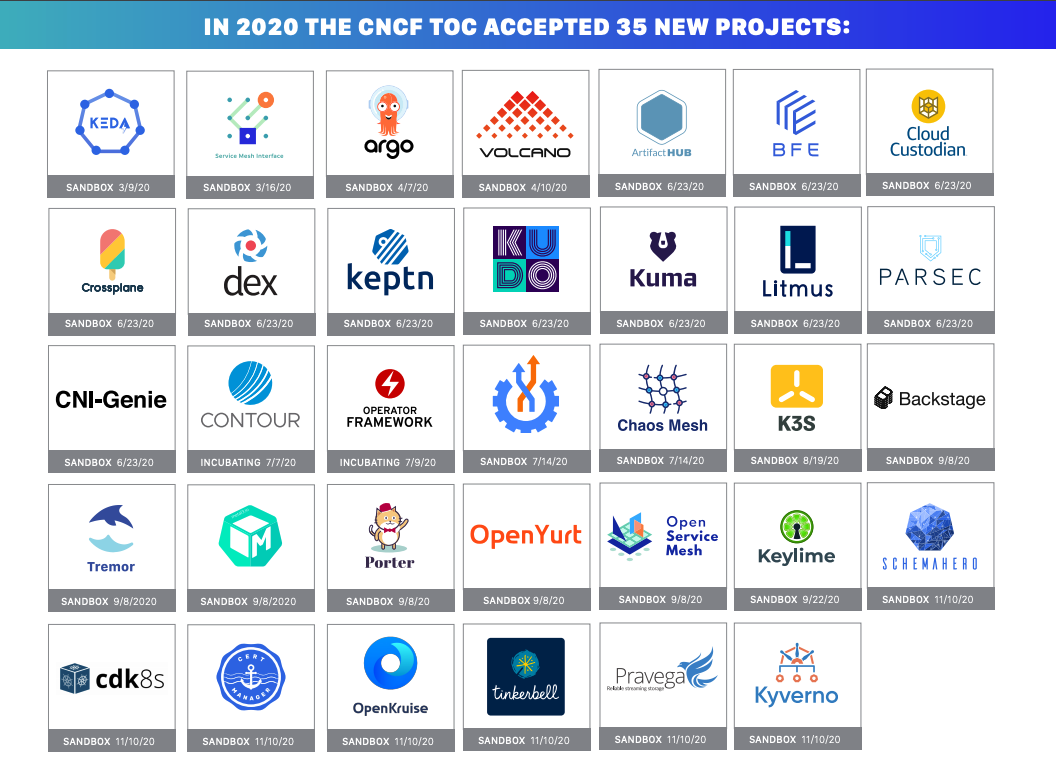 IN 2020 THE CNCF TOC ACCEPTED 35 NEW PROJECTS:
KEDA
SANDBOX 3/9/20
Service Mesh Interface
SANDBOX 3/16/20
argo
SANDBOX 4/7/20
VOLCANO
SANDBOX 4/10/20
Artifact HUB
SANDBOX 6/23/20
BFE
SANDBOX 6/23/20
Cloud
Custodian
SANDBOX 6/23/20
Crossplane
SANDBOX 6/23/20
dex
SANDBOX 6/23/20
keptn
SANDBOX 6/23/20
KU
DO
SANDBOX 6/23/20
Kuma
SANDBOX 6/23/20
Litmus
SANDBOX 6/23/20
PARSEC
SANDBOX 6/23/20
CNI-Genie
SANDBOX 6/23/20
CONTOUR
INCUBATING 7/7/20
OPERATOR
FRAMEWORK
INCUBATING 7/9/20
SANDBOX 7/14/20
Chaos Mesh
SANDBOX 7/14/20
K3S
SANDBOX 8/19/20
Backstage
SANDBOX 9/8/20
Tremor
SANDBOX 9/8/2020
M
SANDBOX 9/8/2020
Porter
SANDBOX 9/8/20
OpenYurt
SANDBOX 9/8/20
Open
Service
Mesh
SANDBOX 9/8/20
Keylime
SANDBOX 9/22/20
SCHEMAHERO
SANDBOX 11/10/20
cdk8s
SANDBOX 11/10/20
CERT
MANAGER
SANDBOX 11/10/20
OpenKruise
SANDBOX 11/10/20
tinkerbell
SANDBOX 11/10/20
Pravega
Reliable streaming storage
SANDBOX 11/10/20
Kyverno
SANDBOX 11/10/20